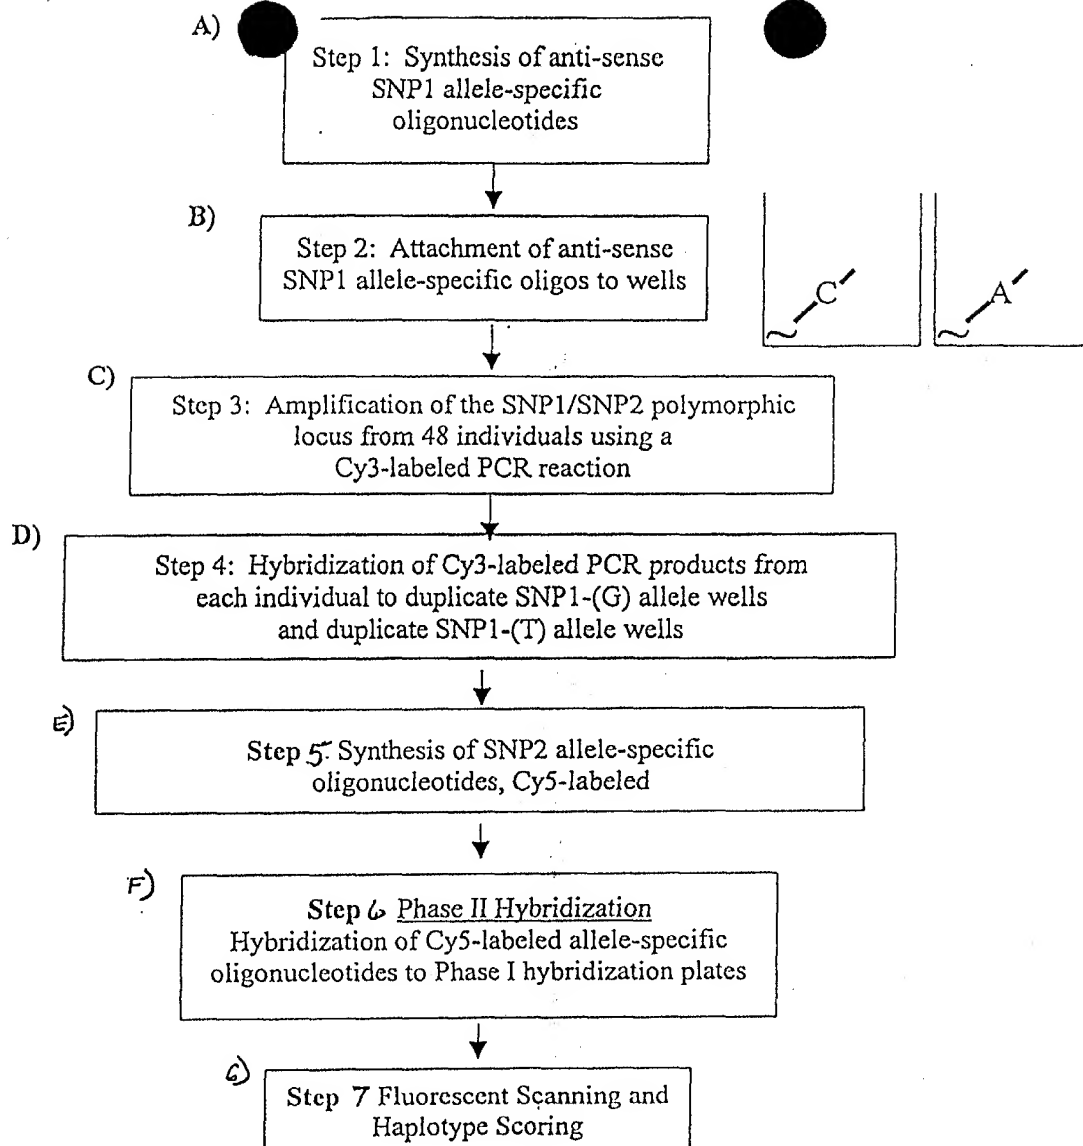 A)
Step 1: Synthesis of anti-sense
SNP1 allele-specific
oligonucleotides
B)
Step 2: Attachment of anti-sense
SNP1 allele-specific oligos to wells
C
A
C)
Step 3: Amplification of the SNP1/SNP2 polymorphic
locus from 48 individuals using a
Cy3-labeled PCR reaction
D)
Step 4: Hybridization of Cy3-labeled PCR products from
each individual to duplicate SNP1-(G) allele wells
and duplicate SNP1-(T) allele wells
E)
Step 5: Synthesis of SNP2 allele-specific
oligonucleotides, Cy5-labeled
F)
Step 6 Phase II Hybridization
Hybridization of Cy5-labeled allele-specific
oligonucleotides to Phase I hybridization plates
G)
Step 7 Fluorescent Scanning and
Haplotype Scoring